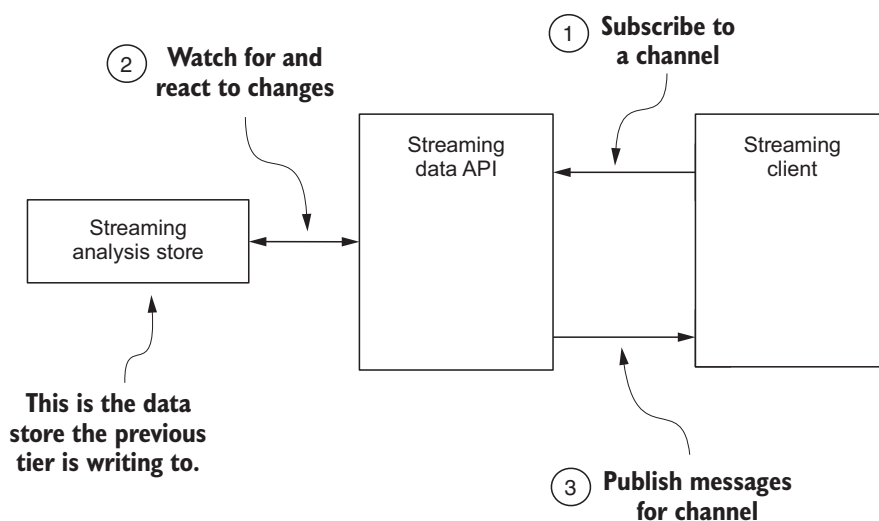 1
Subscribe to
a channel
2
Watch for and
react to changes
Streaming
data API
Streaming
client
Streaming
analysis store
This is the data
store the previous
tier is writing to.
3
Publish messages
for channel